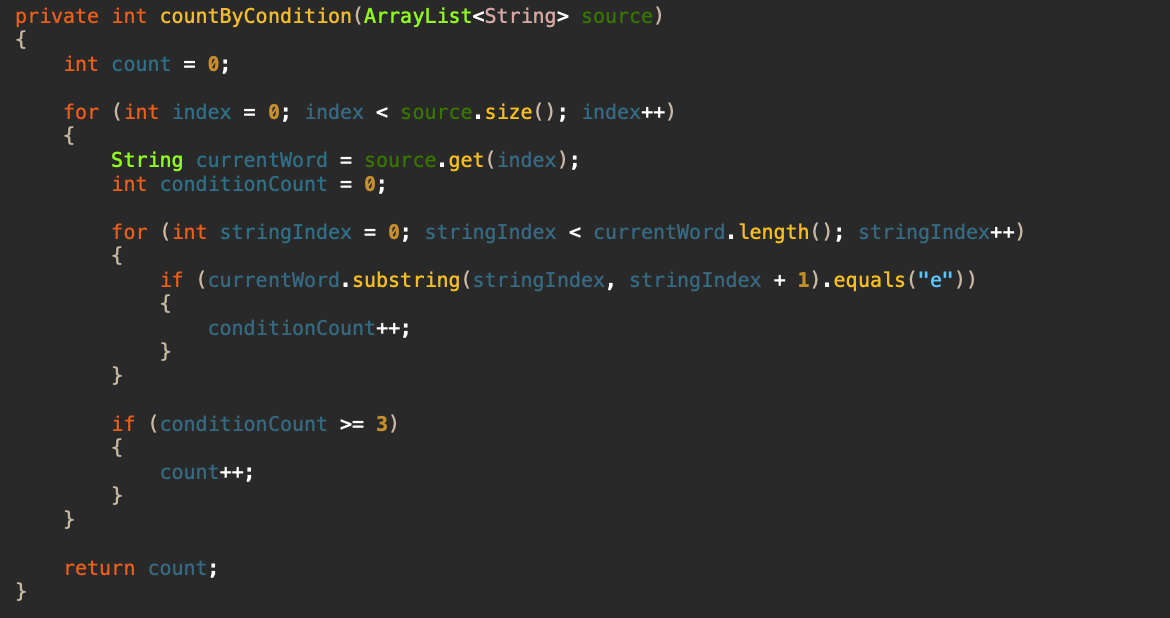 private int countByCondition(ArrayList<String> source)
{
    int count = 0;

    for (int index = 0; index < source.size(); index++)
    {
        String currentWord = source.get(index);
        int conditionCount = 0;

        for (int stringIndex = 0; stringIndex < currentWord.length(); stringIndex++)
        {
            if (currentWord.substring(stringIndex, stringIndex + 1).equals("e"))
            {
                conditionCount++;
            }
        }

        if (conditionCount >= 3)
        {
            count++;
        }
    }

    return count;
}